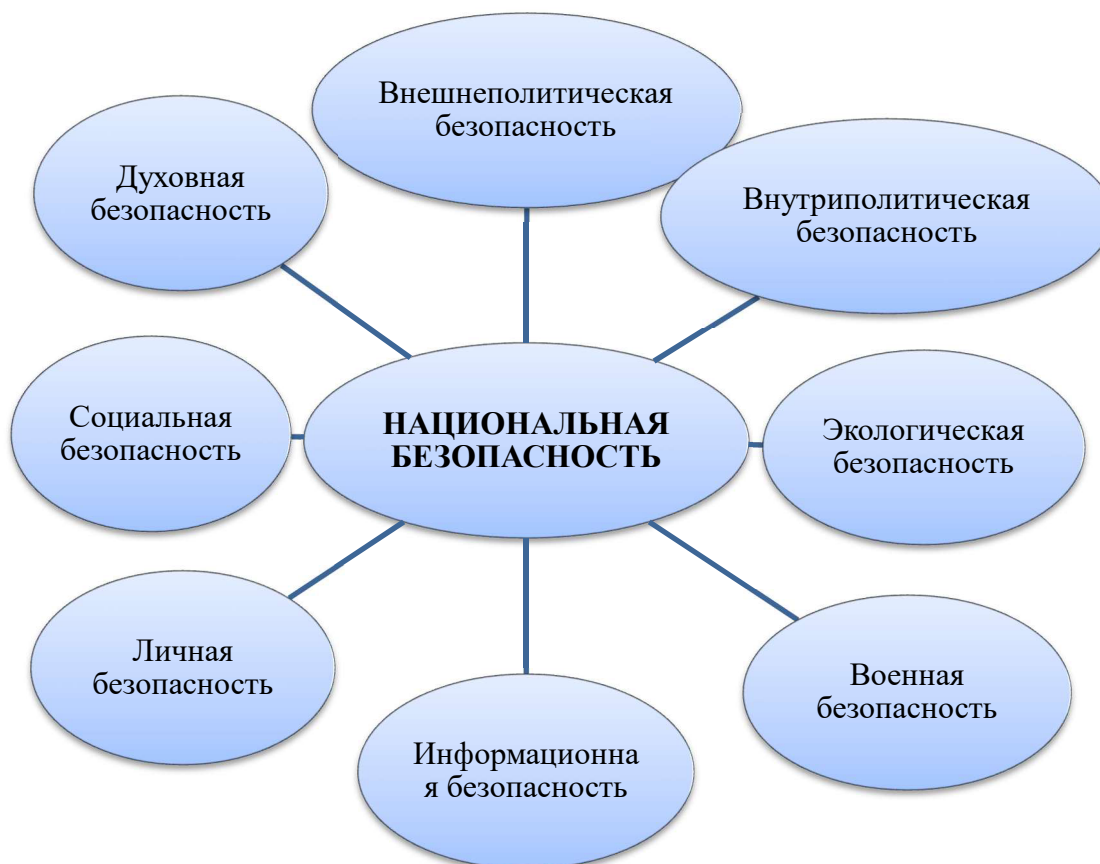 Внешнеполитическая
безопасность
Духовная
безопасность
Внутриполитическая
безопасность
Социальная
безопасность
НАЦИОНАЛЬНАЯ
БЕЗОПАСНОСТЬ
Экологическая
безопасность
Личная
безопасность
Военная
безопасность
Информационна
я безопасность